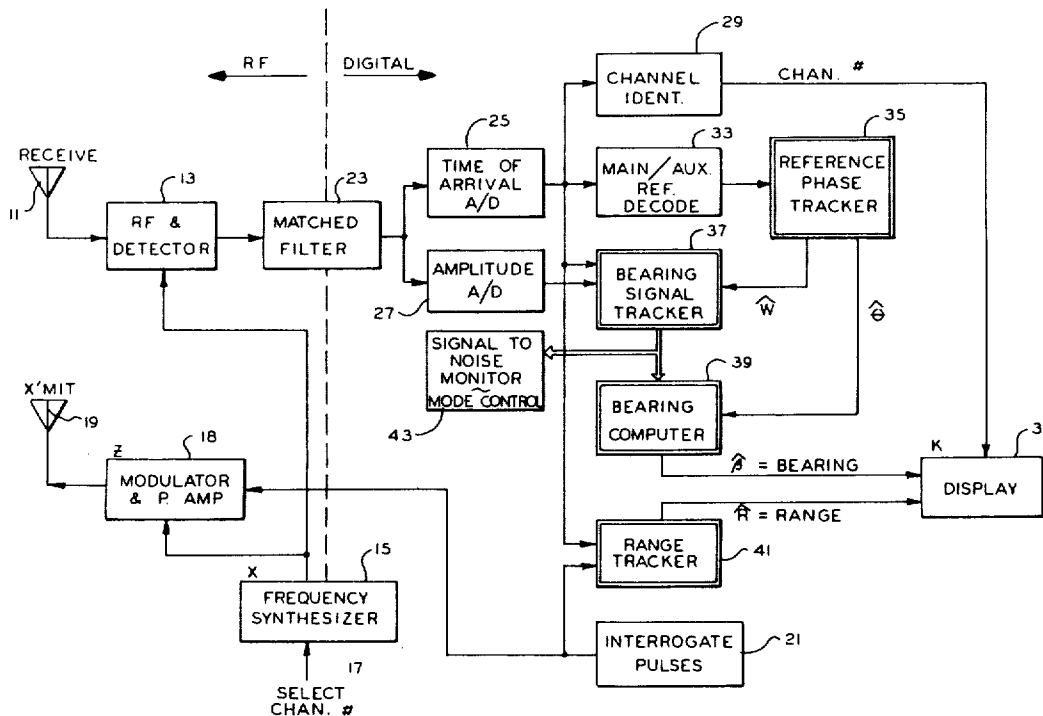 RF
DIGITAL
29
CHANNEL
IDENT.
CHAN. #
25
33
35
RECEIVE
11
13
RF &
DETECTOR
23
MATCHED
FILTER
TIME OF
ARRIVAL
A/D
MAIN/AUX.
REF.
DECODE
REFERENCE
PHASE
TRACKER
37
AMPLITUDE
A/D
27
BEARING
SIGNAL
TRACKER
Ŵ
θ̂
SIGNAL TO
NOISE
MONITOR
~
MODE CONTROL
43
39
BEARING
COMPUTER
X'MIT
19
Z
18
MODULATOR
& P. AMP
β̂ = BEARING
K
3
DISPLAY
R̂ = RANGE
RANGE
TRACKER
41
X
15
FREQUENCY
SYNTHESIZER
INTERROGATE
PULSES
21
17
SELECT
CHAN. #